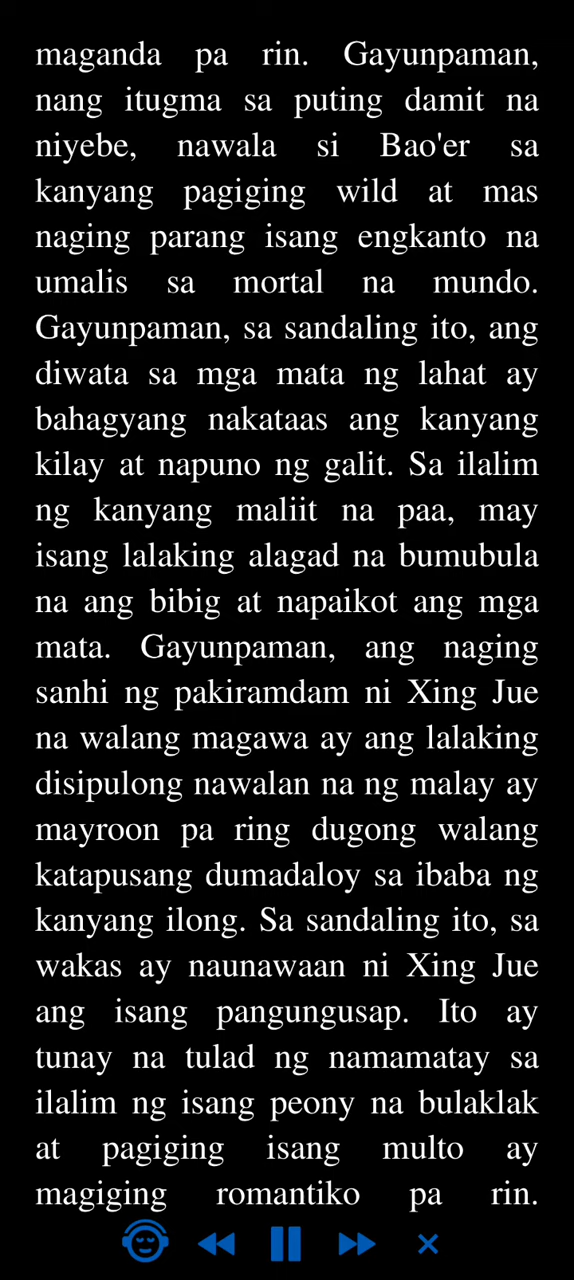 maganda pa rin. Gayunpaman,
nang itugma sa puting damit na
niyebe, nawala si Bao'er sa
kanyang pagiging wild at mas
naging parang isang engkanto na
umalis sa mortal na mundo.
Gayunpaman, sa sandaling ito, ang
diwata sa mga mata ng lahat ay
bahagyang nakataas ang kanyang
kilay at napuno ng galit. Sa ilalim
ng kanyang maliit na paa, may
isang lalaking alagad na bumubula
na ang bibig at napaikot ang mga
mata. Gayunpaman, ang naging
sanhi ng pakiramdam ni Xing Jue
na walang magawa ay ang lalaking
disipulong nawalan na ng malay ay
mayroon pa ring dugong walang
katapusang dumadaloy sa ibaba ng
kanyang ilong. Sa sandaling ito, sa
wakas ay naunawaan ni Xing Jue
ang isang pangungusap. Ito ay
tunay na tulad ng namamatay sa
ilalim ng isang peony na bulaklak
at pagiging isang multo ay
magiging romantiko pa rin.